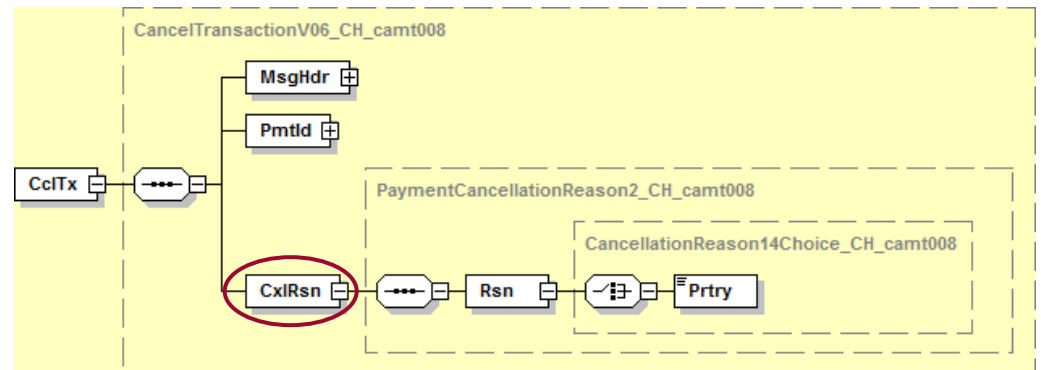 CancelTransactionV06_CH_camt008
MsgHdr
PmtId
CclTx
PaymentCancellationReason2_CH_camt008
CancellationReason14Choice_CH_camt008
CxlRsn
Rsn
Prtry